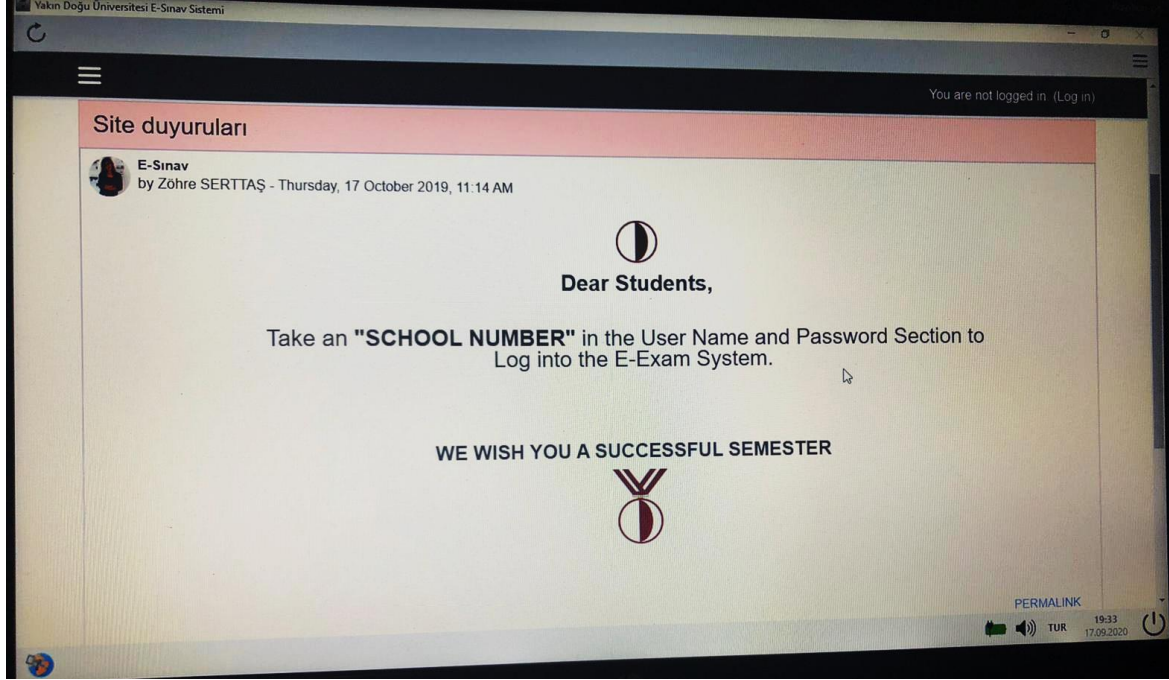 Yakın Doğu Üniversitesi E-Sınav Sistemi
You are not logged in. (Log in)
Site duyuruları
E-Sınav
by Zöhre SERTTAŞ - Thursday, 17 October 2019, 11:14 AM
Dear Students,
Take an "SCHOOL NUMBER" in the User Name and Password Section to
Log into the E-Exam System.
WE WISH YOU A SUCCESSFUL SEMESTER
PERMALINK
TUR
19:33
17.09.2020